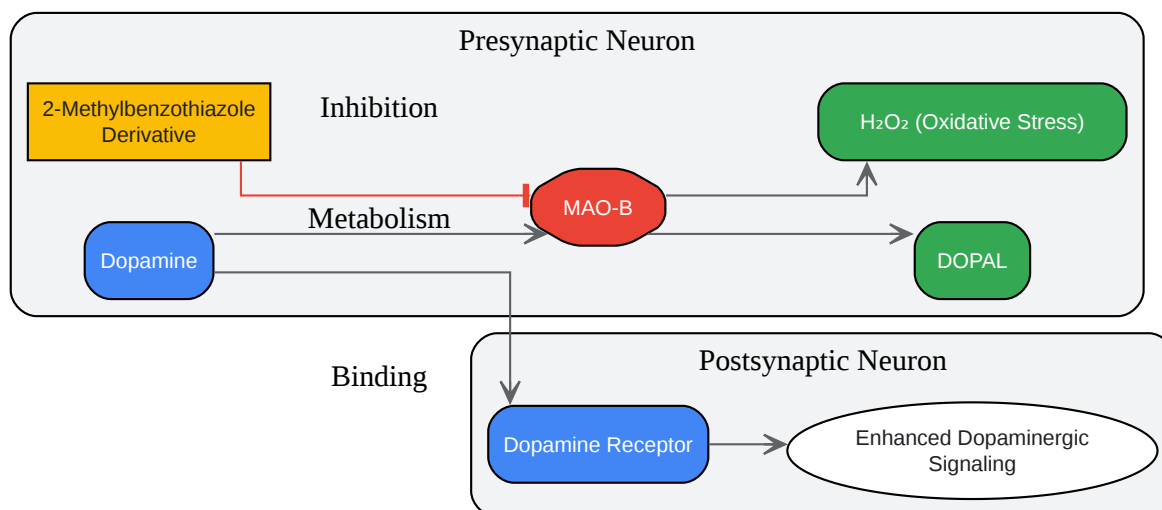 Presynaptic Neuron
2-Methylbenzothiazole
Derivative
Inhibition
H₂O₂ (Oxidative Stress)
MAO-B
Metabolism
Dopamine
DOPAL
Binding
Postsynaptic Neuron
Dopamine Receptor
Enhanced Dopaminergic
Signaling